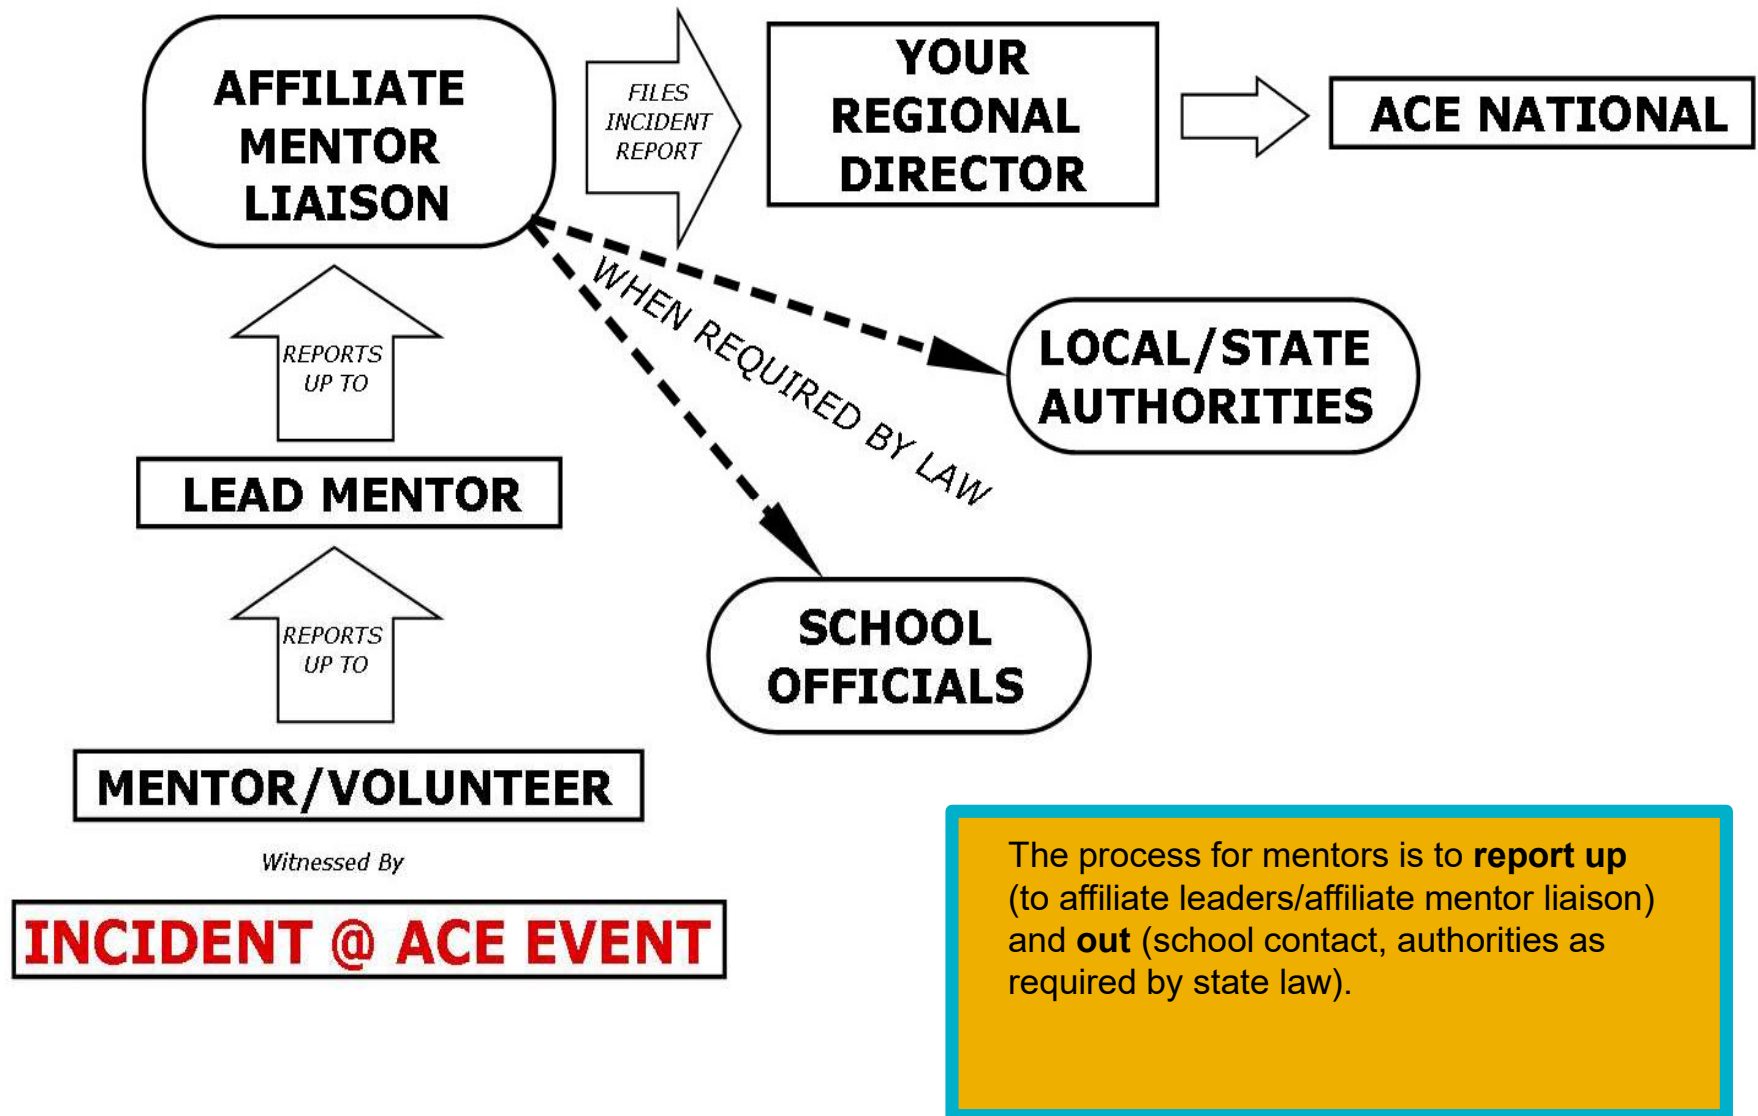 AFFILIATE
MENTOR
LIAISON
FILES
INCIDENT
REPORT
YOUR
REGIONAL
DIRECTOR
ACE NATIONAL
WHEN REQUIRED BY LAW
LOCAL/STATE
AUTHORITIES
SCHOOL
OFFICIALS
REPORTS
UP TO
LEAD MENTOR
REPORTS
UP TO
MENTOR/VOLUNTEER
Witnessed By
INCIDENT @ ACE EVENT
The process for mentors is to report up
(to affiliate leaders/affiliate mentor liaison)
and out (school contact, authorities as
required by state law).